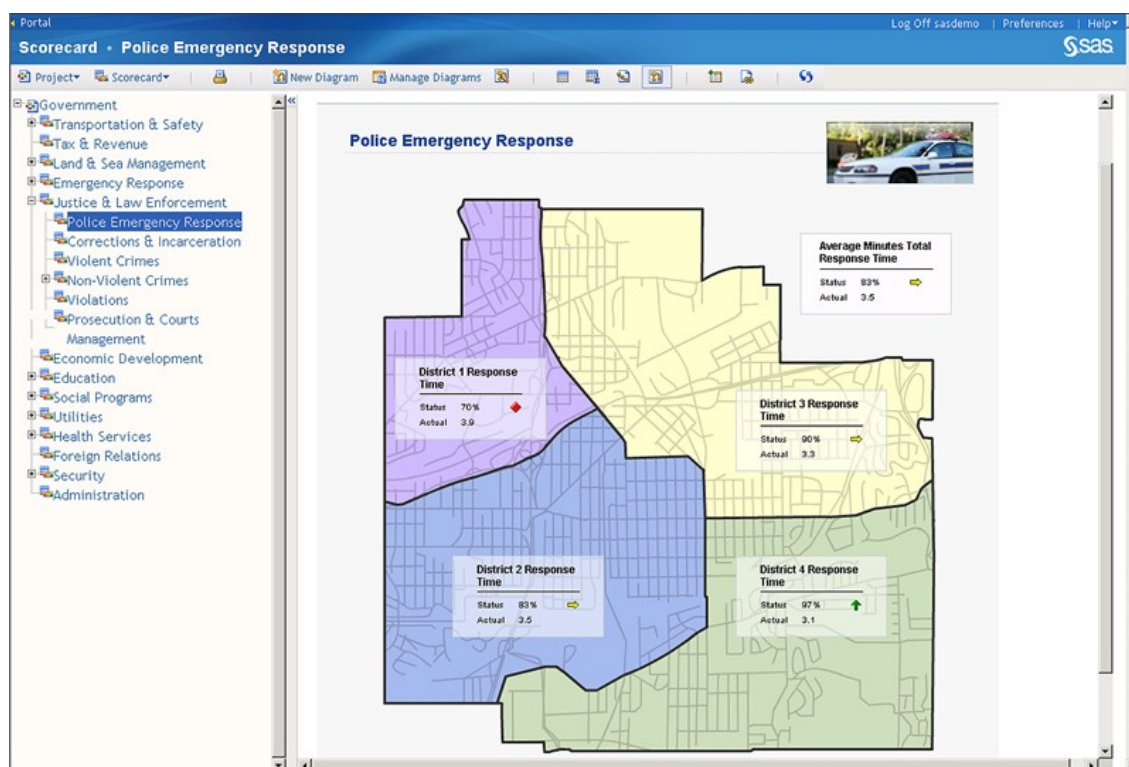 Portal
Log Off sasdemo | Preferences | Help
Scorecard • Police Emergency Response
sas
Project
Scorecard
New Diagram
Manage Diagrams
Government
Transportation & Safety
Tax & Revenue
Land & Sea Management
Emergency Response
Justice & Law Enforcement
Police Emergency Response
Corrections & Incarceration
Violent Crimes
Non-Violent Crimes
Violations
Prosecution & Courts
Management
Economic Development
Education
Social Programs
Utilities
Health Services
Foreign Relations
Security
Administration
Police Emergency Response
Average Minutes Total
Response Time
Status 83%
Actual 3.5
District 1 Response
Time
Status 70%
Actual 3.9
District 3 Response
Time
Status 90%
Actual 3.3
District 2 Response
Time
Status 83%
Actual 3.5
District 4 Response
Time
Status 97%
Actual 3.1